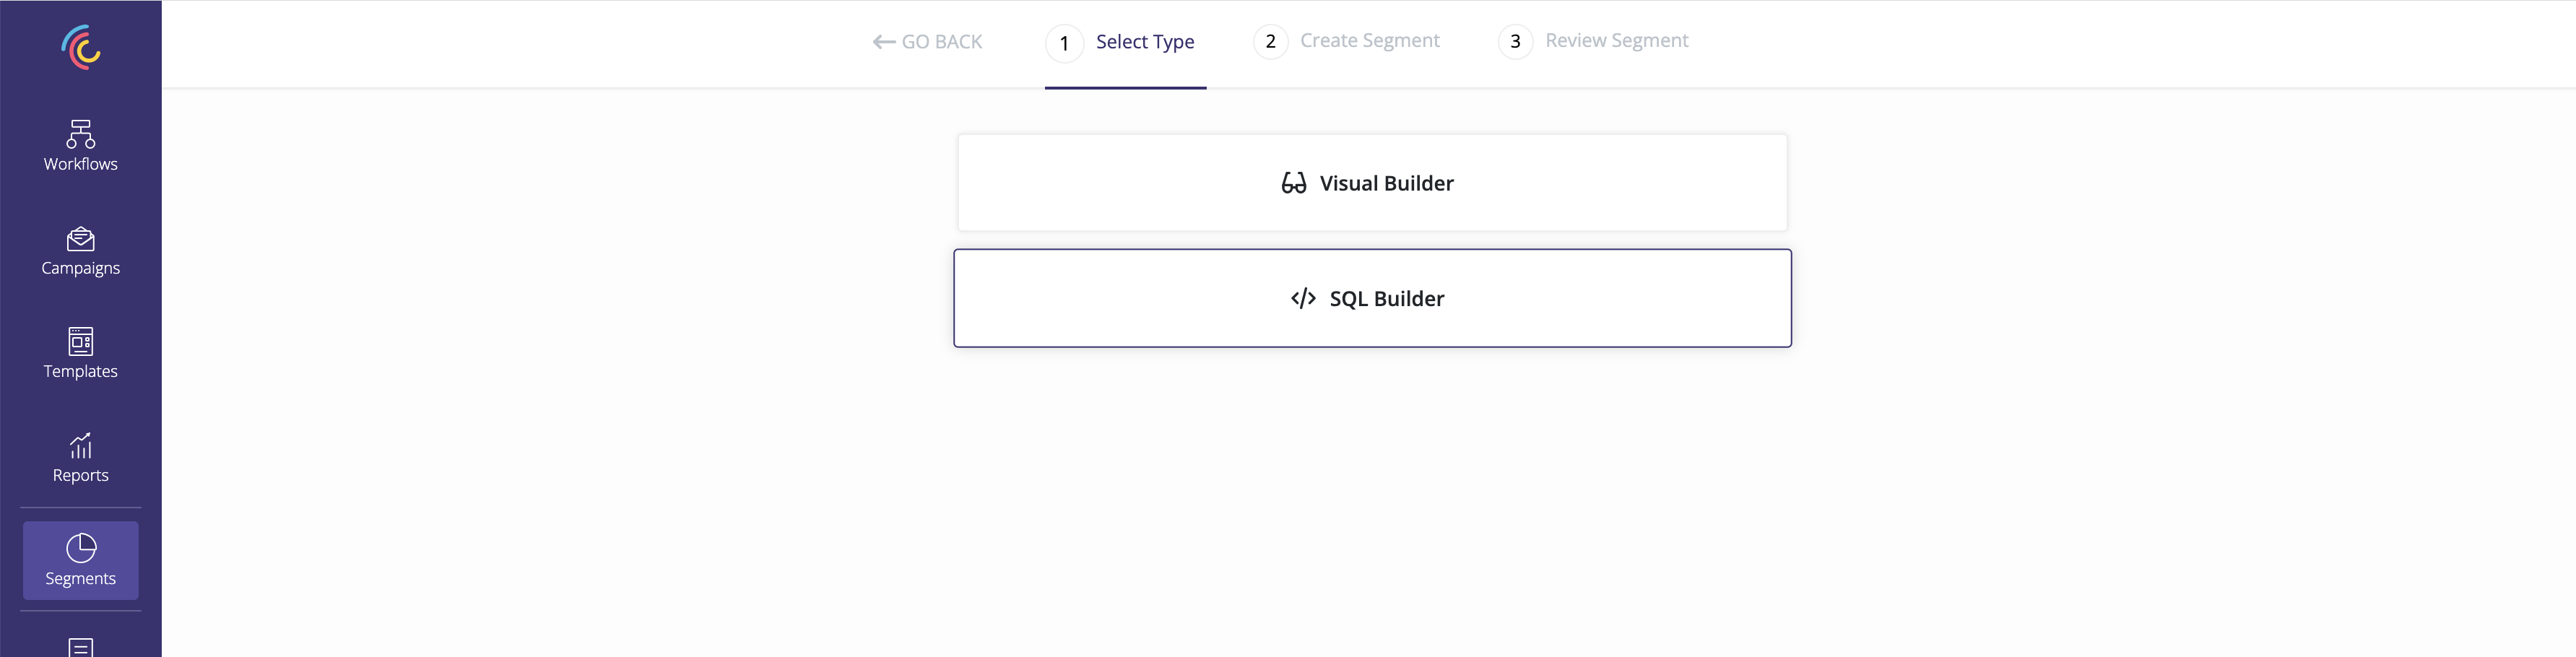 GO BACK
1 Select Type
2 Create Segment
3 Review Segment
Workflows
Campaigns
Templates
Reports
Segments
Visual Builder
</> SQL Builder